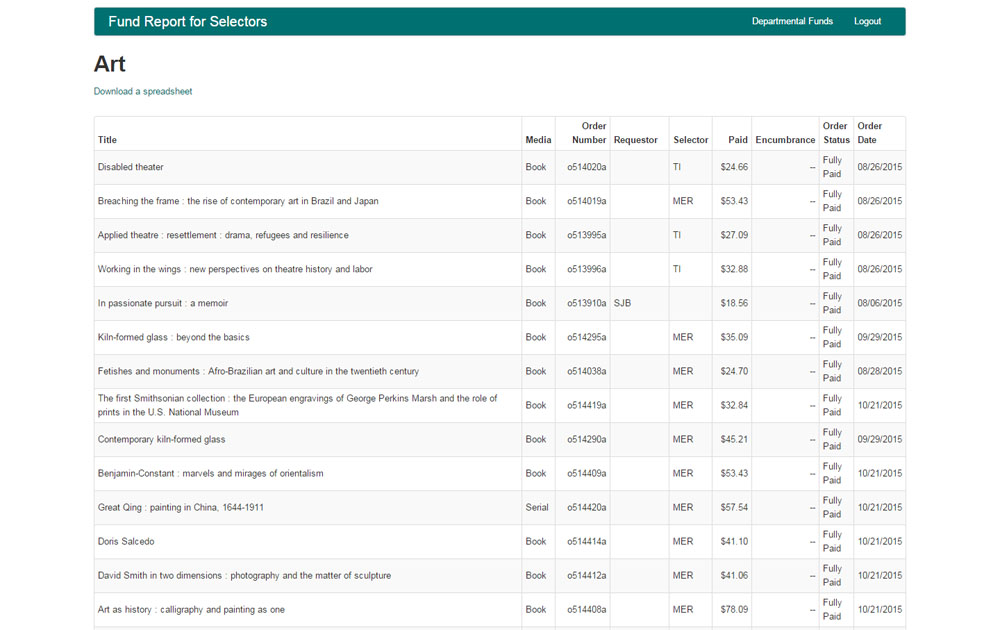 Fund Report for Selectors Departmental Funds Logout
Art
Download a spreadsheet
Title Media Order Number Requestor Selector Paid Encumbrance Order Status Order Date
Disabled theater Book o514020a TI $24.66 -- Fully Paid 08/26/2015
Breaching the frame : the rise of contemporary art in Brazil and Japan Book o514019a MER $53.43 -- Fully Paid 08/26/2015
Applied theatre : resettlement : drama, refugees and resilience Book o513995a TI $27.09 -- Fully Paid 08/26/2015
Working in the wings : new perspectives on theatre history and labor Book o513996a TI $32.88 -- Fully Paid 08/26/2015
In passionate pursuit : a memoir Book o513910a SJB $18.56 -- Fully Paid 08/06/2015
Kiln-formed glass : beyond the basics Book o514295a MER $35.09 -- Fully Paid 09/29/2015
Fetishes and monuments : Afro-Brazilian art and culture in the twentieth century Book o514038a MER $24.70 -- Fully Paid 08/28/2015
The first Smithsonian collection : the European engravings of George Perkins Marsh and the role of
prints in the U.S. National Museum Book o514419a MER $32.84 -- Fully Paid 10/21/2015
Contemporary kiln-formed glass Book o514290a MER $45.21 -- Fully Paid 09/29/2015
Benjamin-Constant : marvels and mirages of orientalism Book o514409a MER $53.43 -- Fully Paid 10/21/2015
Great Qing : painting in China, 1644-1911 Serial o514420a MER $57.54 -- Fully Paid 10/21/2015
Doris Salcedo Book o514414a MER $41.10 -- Fully Paid 10/21/2015
David Smith in two dimensions : photography and the matter of sculpture Book o514412a MER $41.06 -- Fully Paid 10/21/2015
Art as history : calligraphy and painting as one Book o514408a MER $78.09 -- Fully Paid 10/21/2015